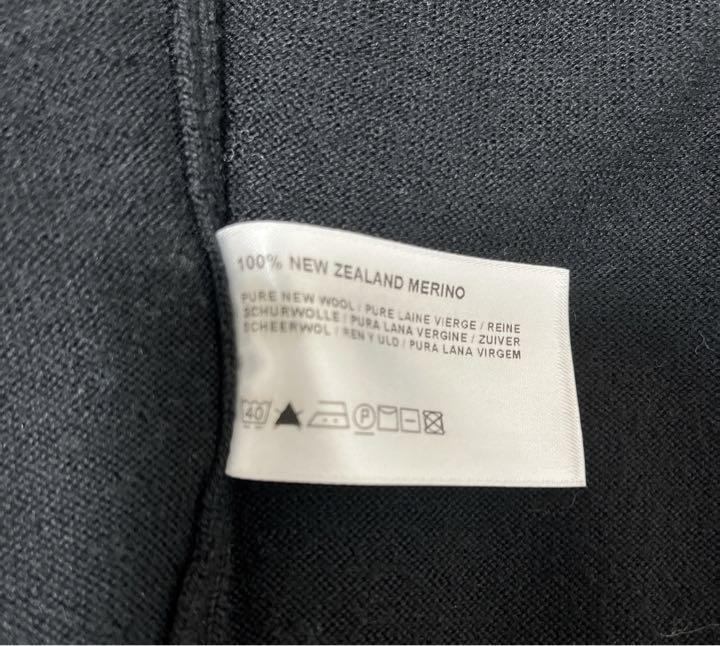 100% NEW ZEALAND MERINO
PURE NEW WOOL / PURE LAINE VIERGE / REINE
SCHURWOLLE / PURA LANA VERGINE / ZUIVER
SCHEERWOL / REN Y ULD / PURA LANA VIRGEM
40 P